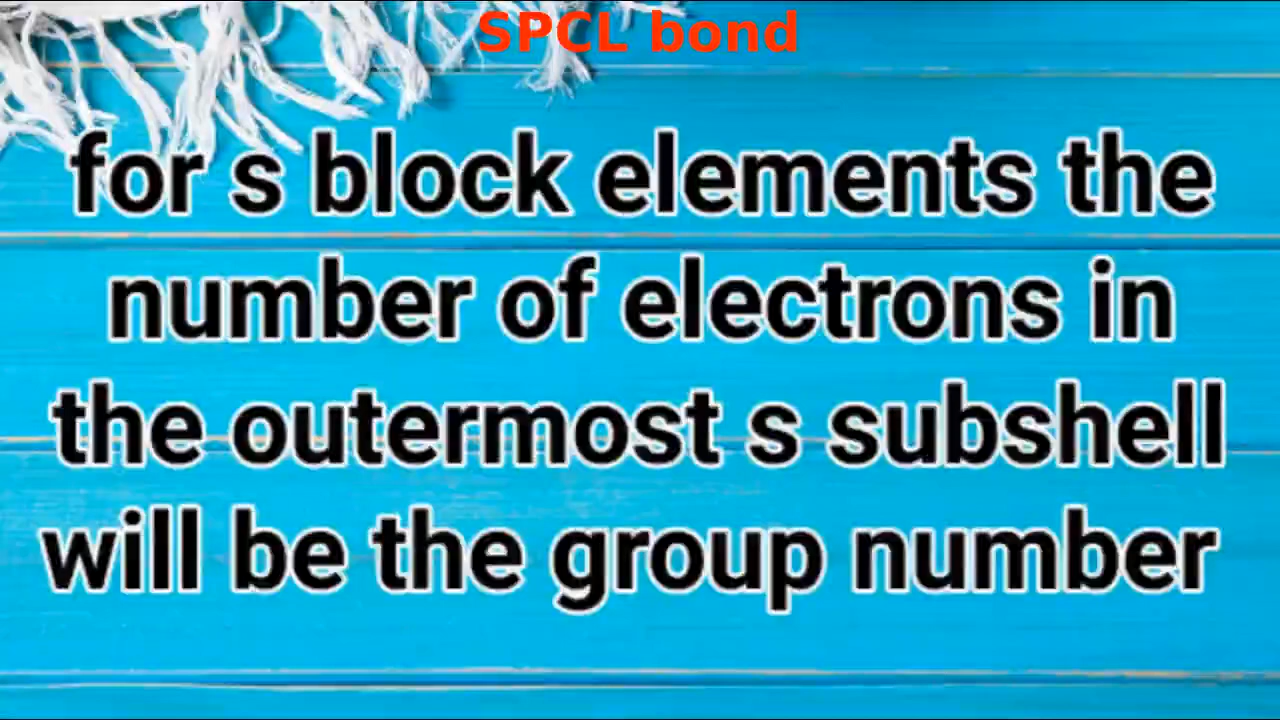 SPCL bond
for s block elements the
number of electrons in
the outermost s subshell
will be the group number